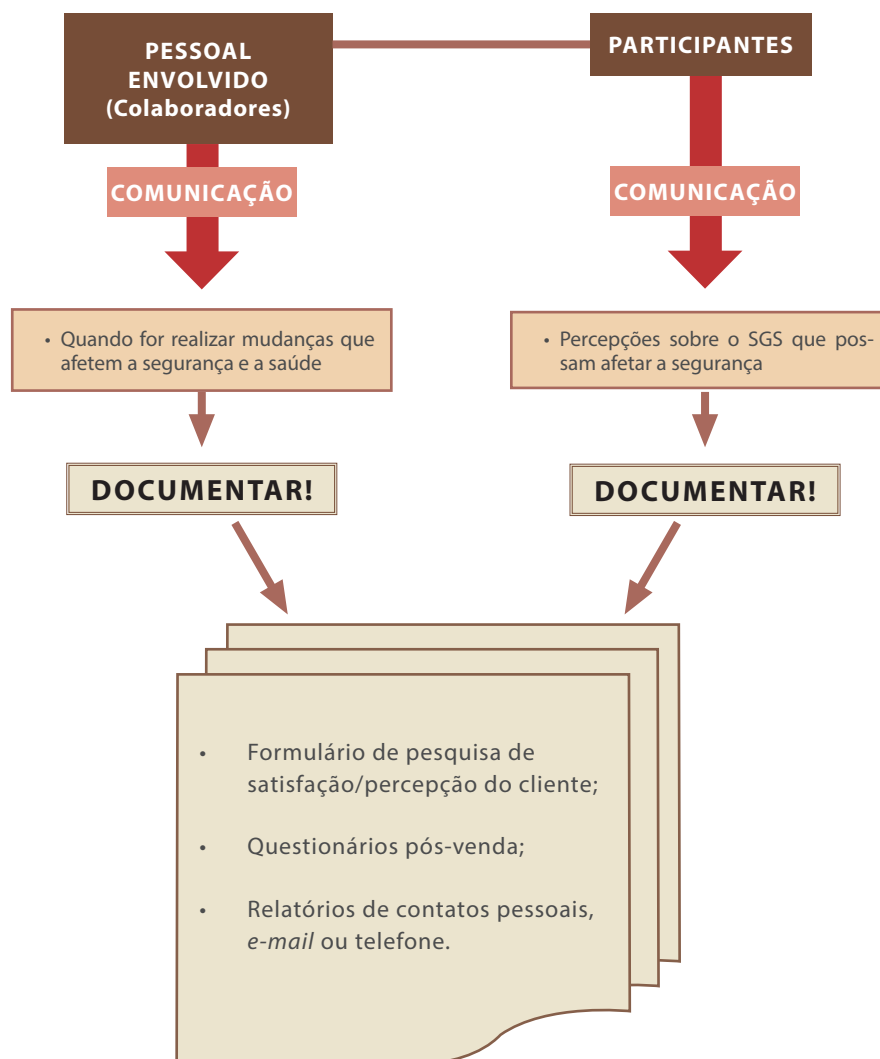 PESSOAL
ENVOLVIDO
(Colaboradores)
PARTICIPANTES
COMUNICAÇÃO
COMUNICAÇÃO
• Quando for realizar mudanças que
afetem a segurança e a saúde
• Percepções sobre o SGS que pos-
sam afetar a segurança
DOCUMENTAR!
DOCUMENTAR!
• Formulário de pesquisa de
satisfação/percepção do cliente;
• Questionários pós-venda;
• Relatórios de contatos pessoais,
e-mail ou telefone.